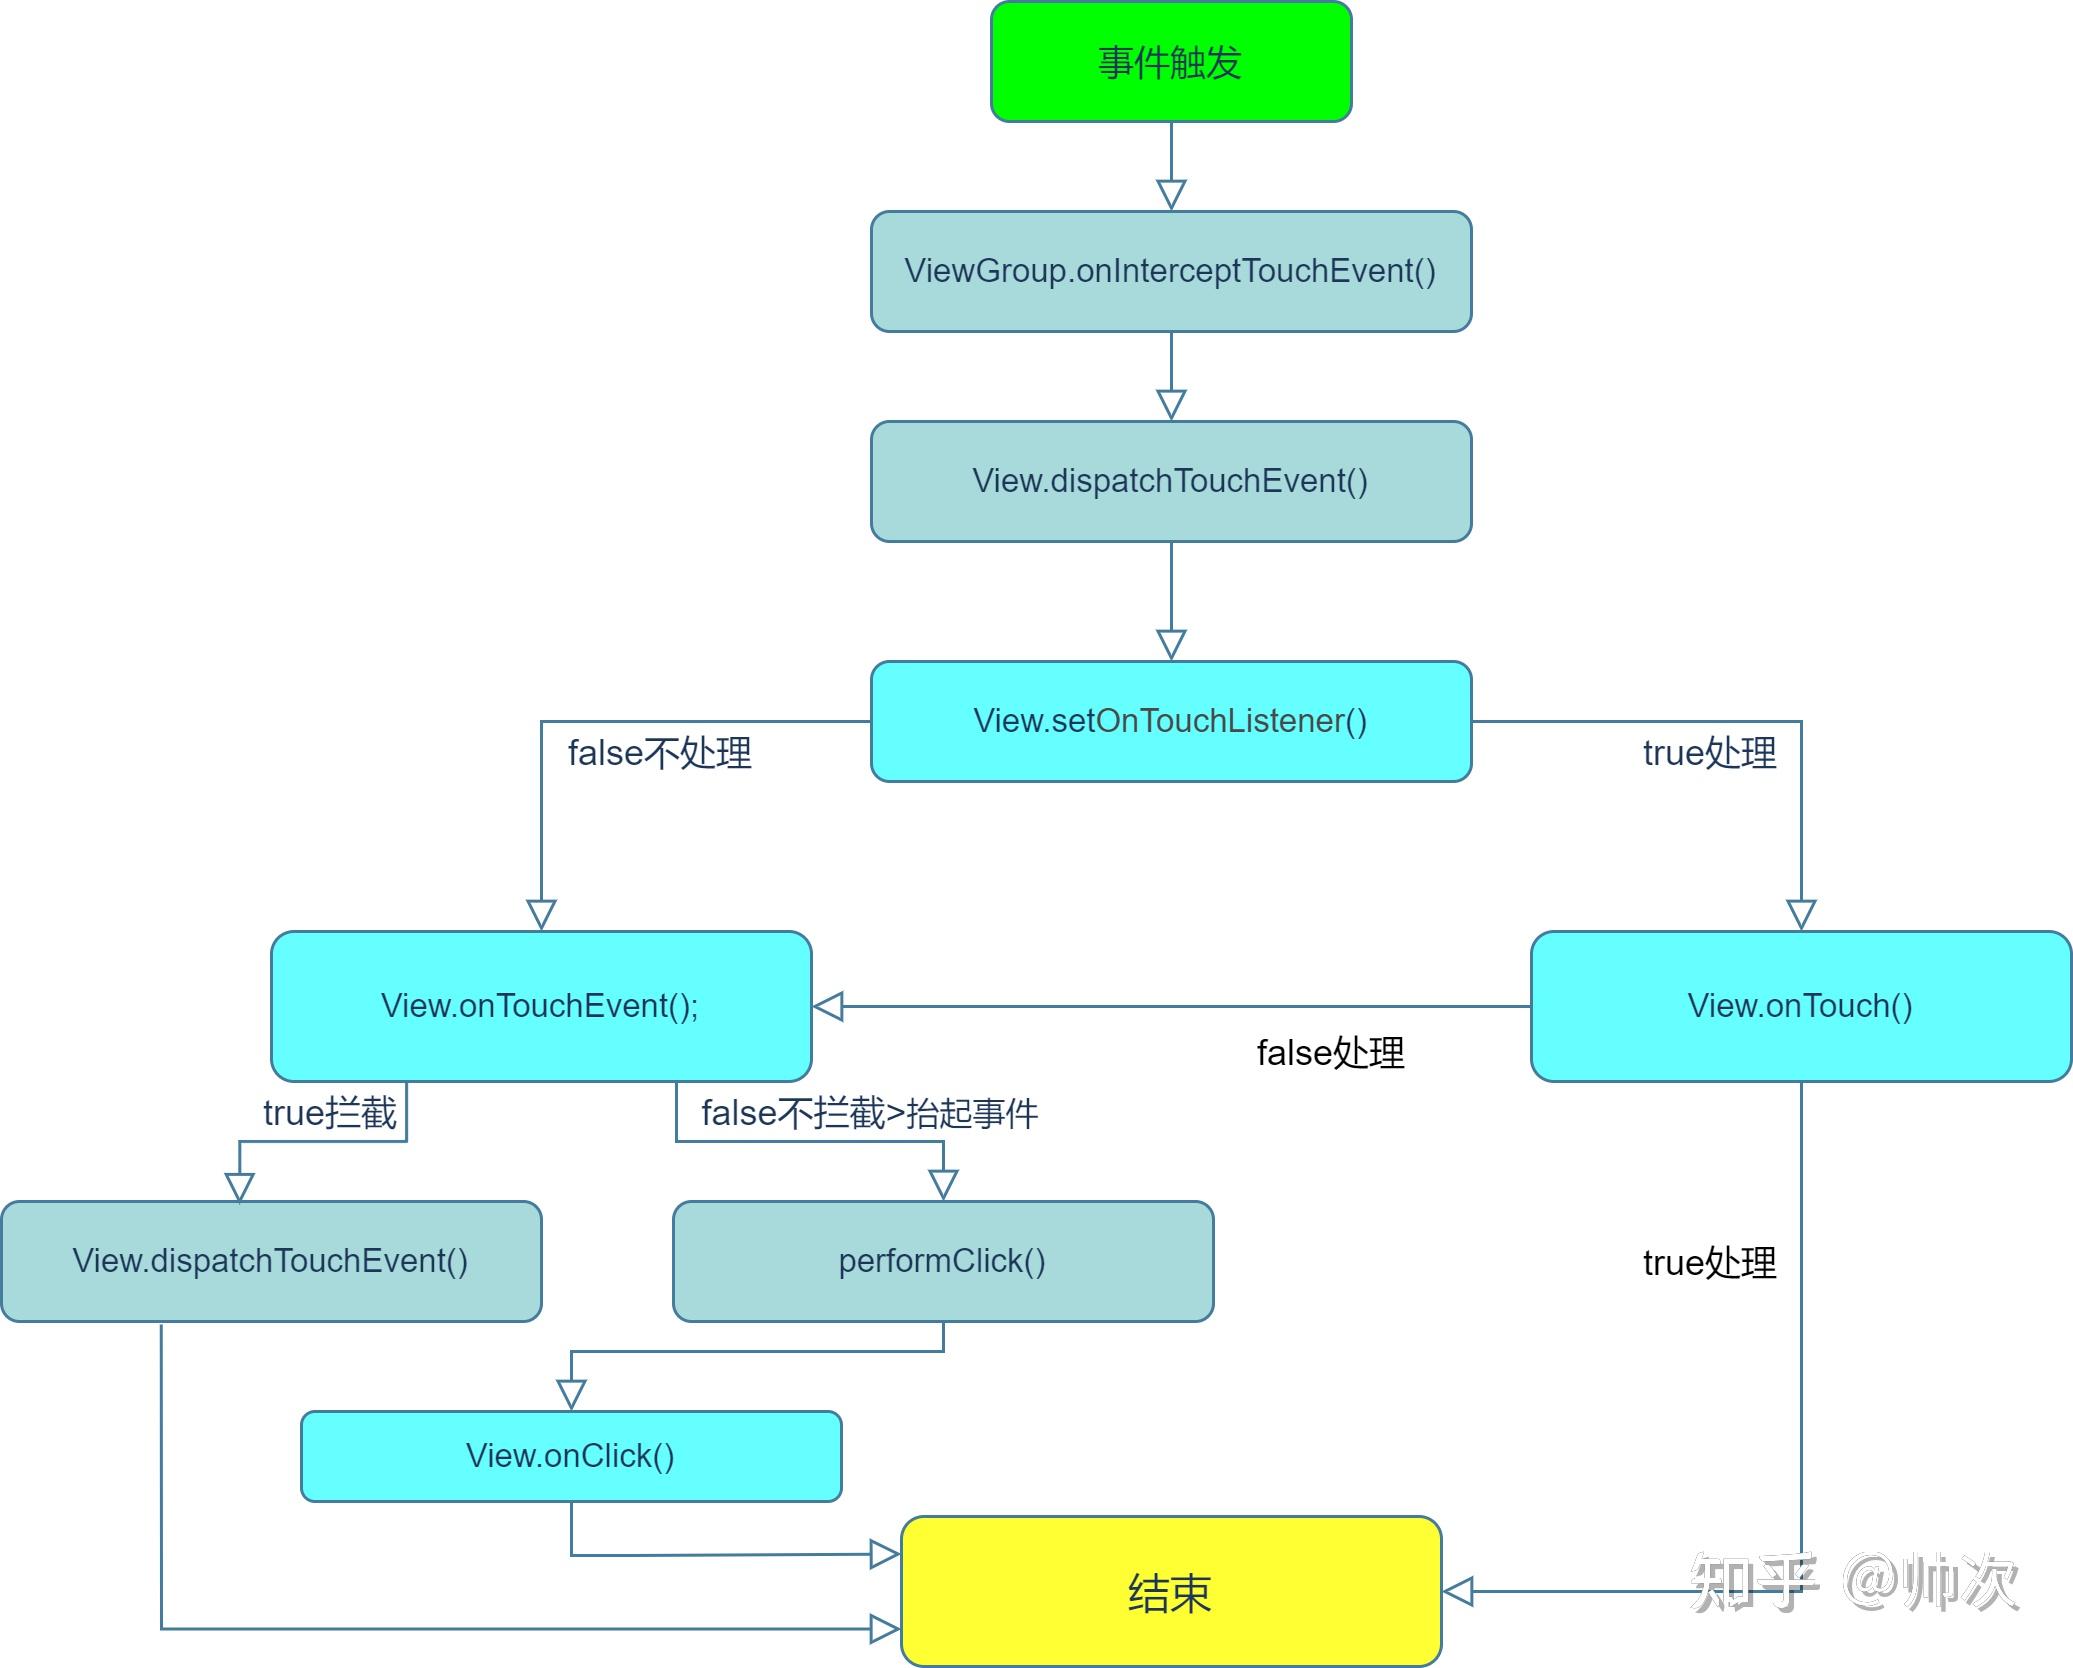 事件触发
ViewGroup.onInterceptTouchEvent()
View.dispatchTouchEvent()
View.setOnTouchListener()
false不处理
true处理
View.onTouchEvent();
View.onTouch()
false处理
true拦截
false不拦截>抬起事件
View.dispatchTouchEvent()
performClick()
true处理
View.onClick()
结束
知乎 @帅次